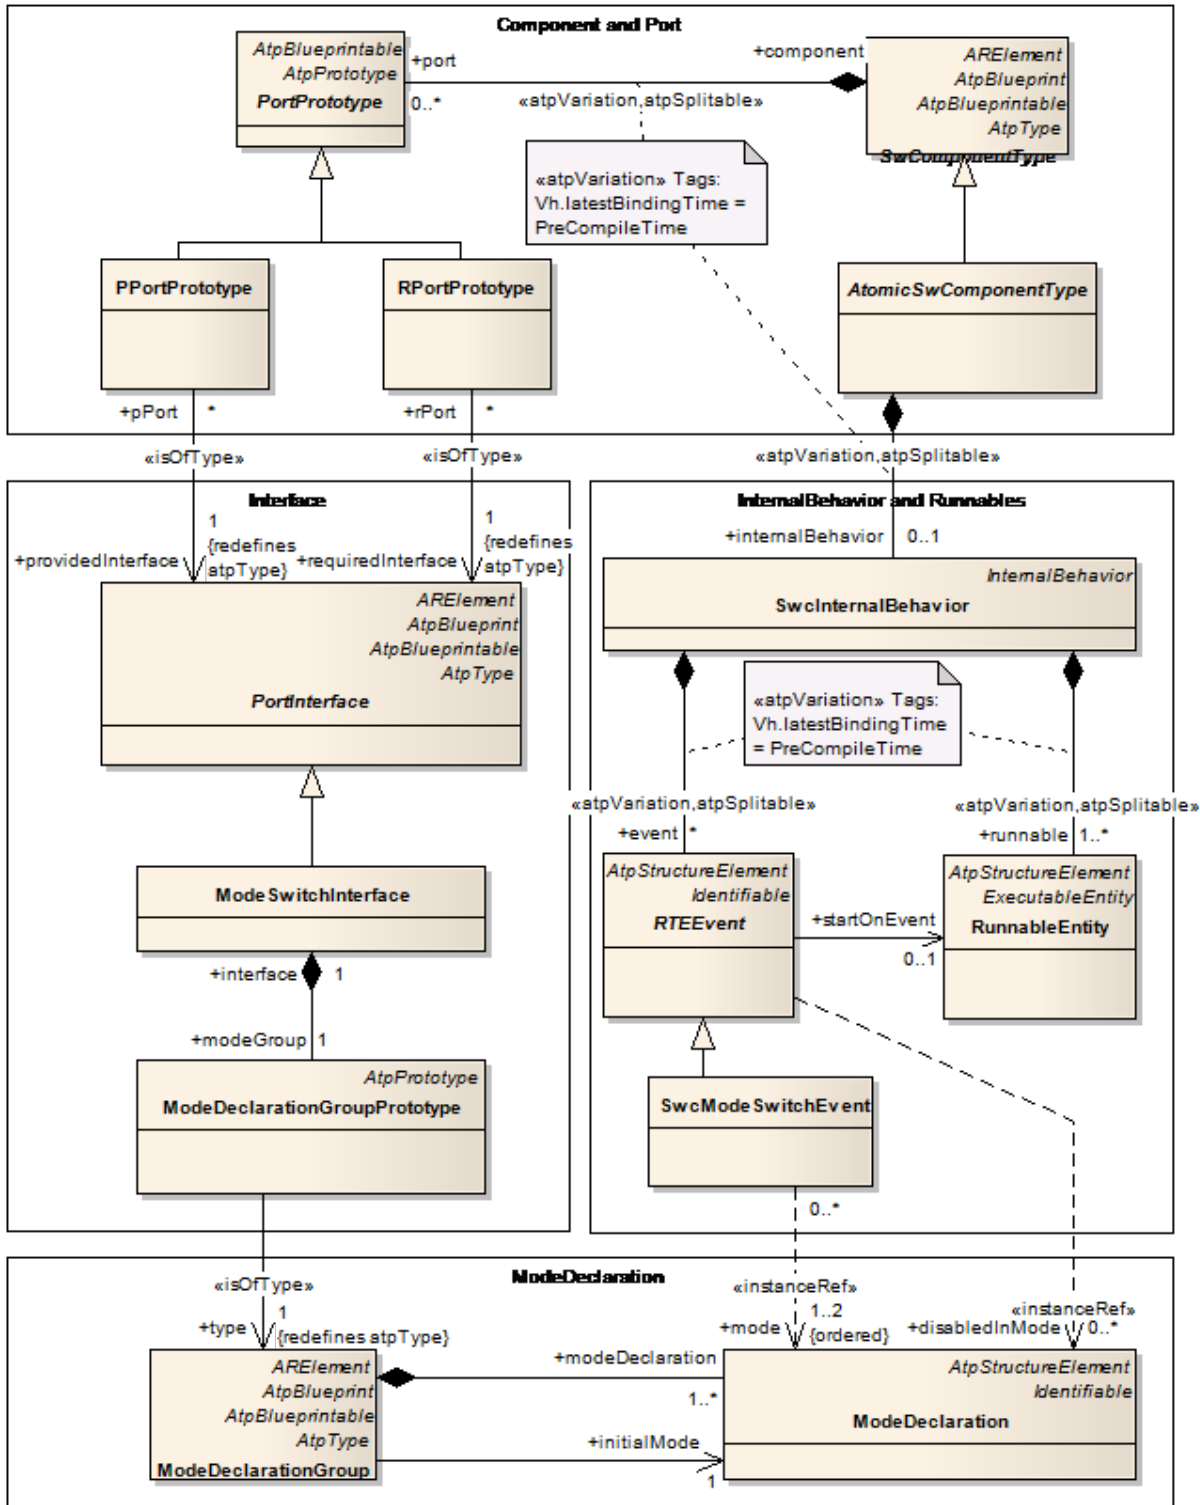 Component and Port
AtpBlueprintable
AtpPrototype
PortPrototype
+port
0..*
+component
«atpVariation,atpSplitable»
ARElement
AtpBlueprint
AtpBlueprintable
AtpType
SwComponentType
«atpVariation» Tags:
Vh.latestBindingTime =
PreCompileTime
PPortPrototype
RPortPrototype
AtomicSwComponentType
+pPort
*
+rPort
*
«isOfType»
«isOfType»
«atpVariation,atpSplitable»
Interface
InternalBehavior and Runnables
1
{redefines
atpType}
+providedInterface
1
{redefines
atpType}
+requiredInterface
+internalBehavior
0..1
ARElement
AtpBlueprint
AtpBlueprintable
AtpType
PortInterface
InternalBehavior
SwcInternalBehavior
«atpVariation» Tags:
Vh.latestBindingTime
= PreCompileTime
«atpVariation,atpSplitable»
«atpVariation,atpSplitable»
+event
*
+runnable
1..*
ModeSwitchInterface
AtpStructureElement
Identifiable
RTEEvent
+startOnEvent
0..1
AtpStructureElement
ExecutableEntity
RunnableEntity
+interface
1
+modeGroup
1
AtpPrototype
ModeDeclarationGroupPrototype
SwcModeSwitchEvent
0..*
ModeDeclaration
«isOfType»
«instanceRef»
«instanceRef»
+type
1
{redefines atpType}
+mode
1..2
{ordered}
+disabledInMode
0..*
ARElement
AtpBlueprint
AtpBlueprintable
AtpType
ModeDeclarationGroup
+modeDeclaration
1..*
+initialMode
1
AtpStructureElement
Identifiable
ModeDeclaration